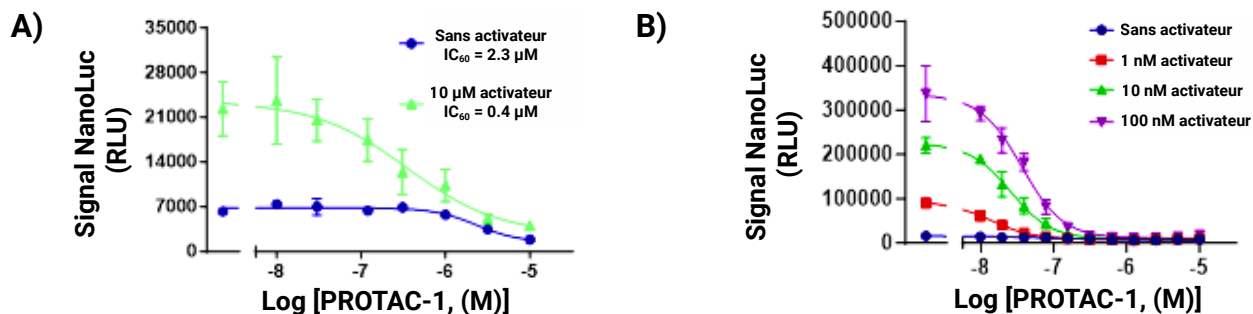 A)
Signal NanoLuc
(RLU)
35000
28000
21000
14000
7000
0
-8
-7
-6
-5
Log [PROTAC-1, (M)]
Sans activateur
IC₆₀ = 2.3 µM
10 µM activateur
IC₆₀ = 0.4 µM
B)
Signal NanoLuc
(RLU)
500000
400000
300000
200000
100000
0
-8
-7
-6
-5
Log [PROTAC-1, (M)]
Sans activateur
1 nM activateur
10 nM activateur
100 nM activateur